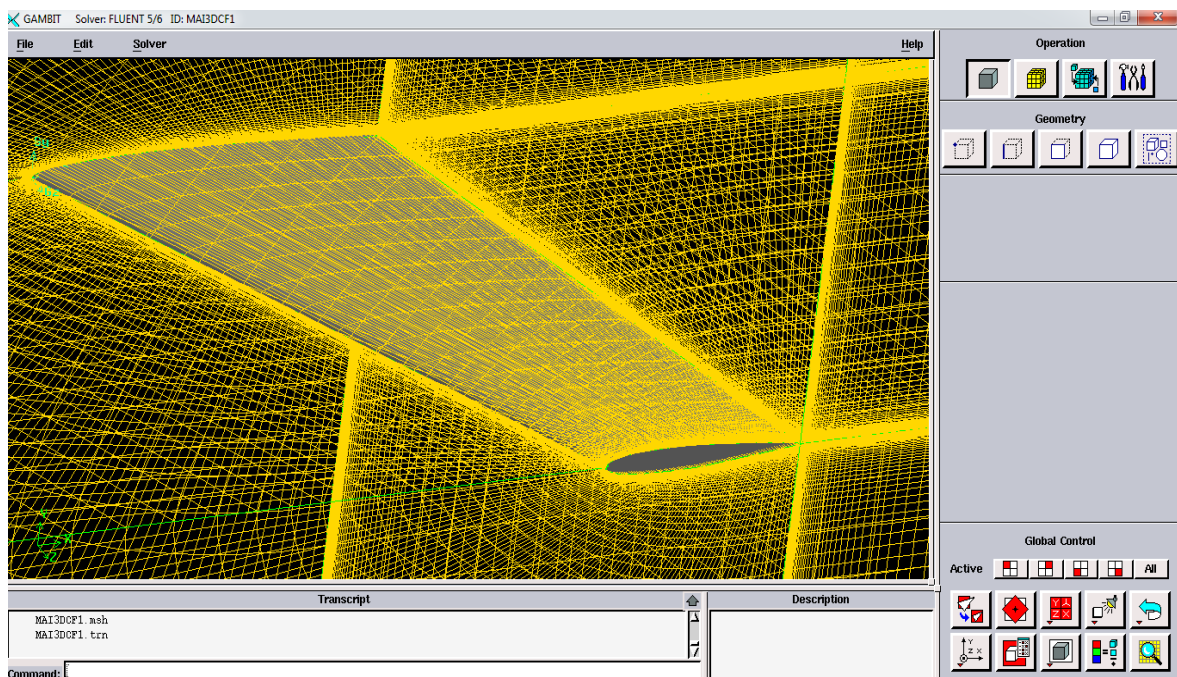 GAMBIT Solver: FLUENT 5/6 ID: MAI3DCF1
File Edit Solver Help
Operation
Geometry
Global Control
Active All
Transcript
Description
MAI3DCF1.msh
MAI3DCF1.trn
Command: